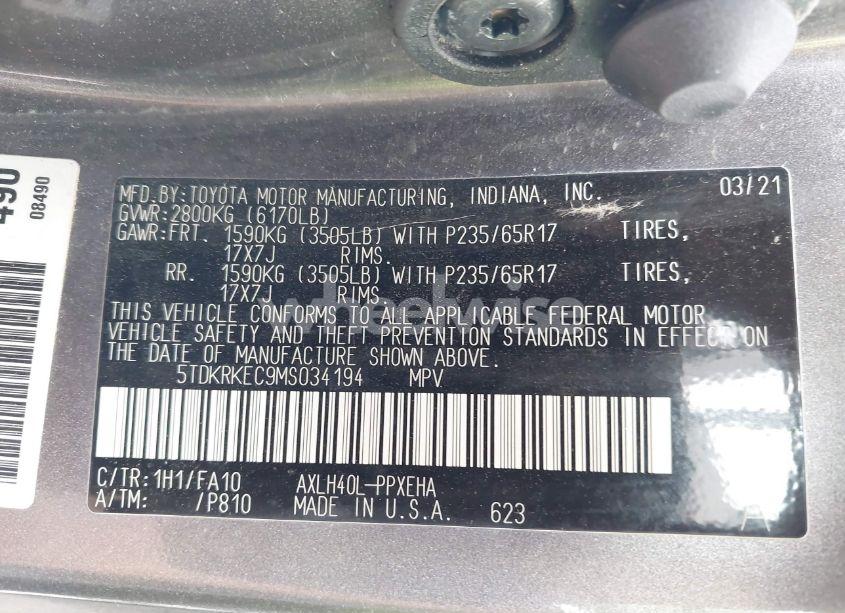 490
08490
MFD.BY:TOYOTA MOTOR MANUFACTURING, INDIANA, INC. 03/21
GVWR:2800KG (6170LB)
GAWR:FRT. 1590KG (3505LB) WITH P235/65R17 TIRES,
17X7J RIMS.
RR. 1590KG (3505LB) WITH P235/65R17 TIRES,
17X7J RIMS.
wheelwise
THIS VEHICLE CONFORMS TO ALL APPLICABLE FEDERAL MOTOR
VEHICLE SAFETY AND THEFT PREVENTION STANDARDS IN EFFECT ON
THE DATE OF MANUFACTURE SHOWN ABOVE.
5TDKRKEC9MS034194 MPV
C/TR:1H1/FA10 AXLH40L-PPXEHA
A/TM: /P810 MADE IN U.S.A. 623 A